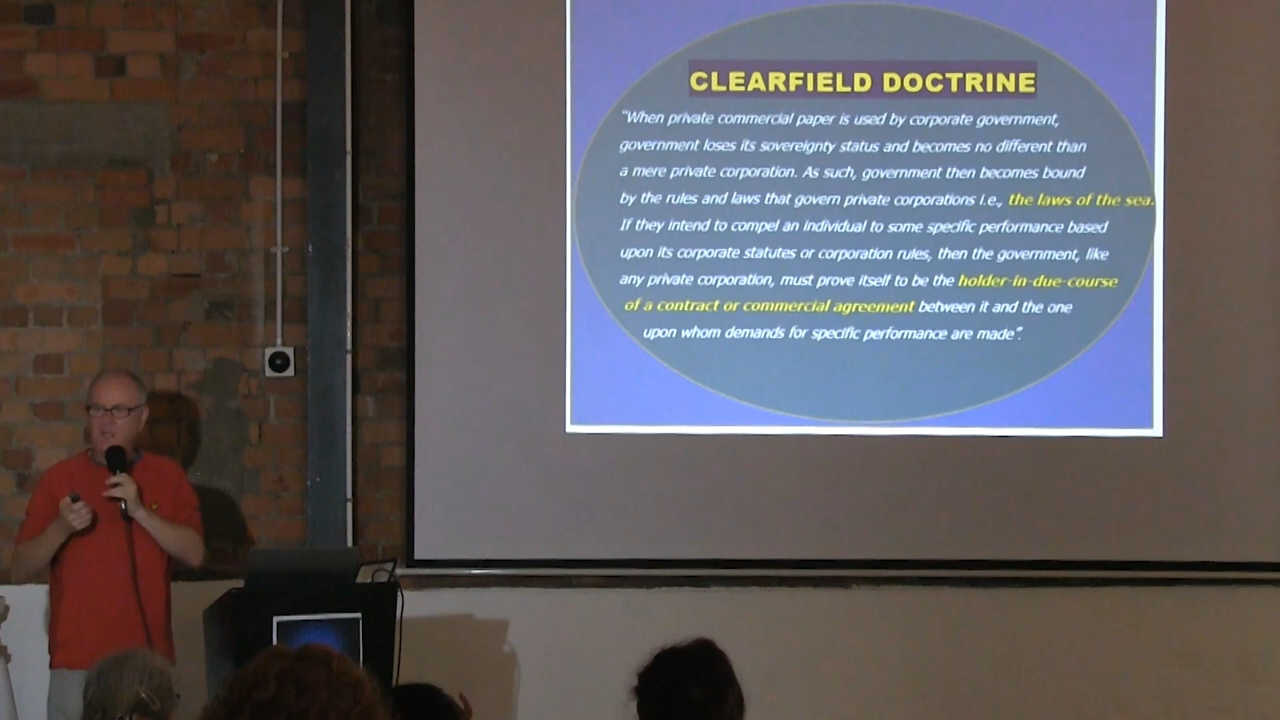 CLEARFIELD DOCTRINE
"When private commercial paper is used by corporate government,
government loses its sovereignty status and becomes no different than
a mere private corporation. As such, government then becomes bound
by the rules and laws that govern private corporations i.e., the laws of the sea.
If they intend to compel an individual to some specific performance based
upon its corporate statutes or corporation rules, then the government, like
any private corporation, must prove itself to be the holder-in-due-course
of a contract or commercial agreement between it and the one
upon whom demands for specific performance are made".